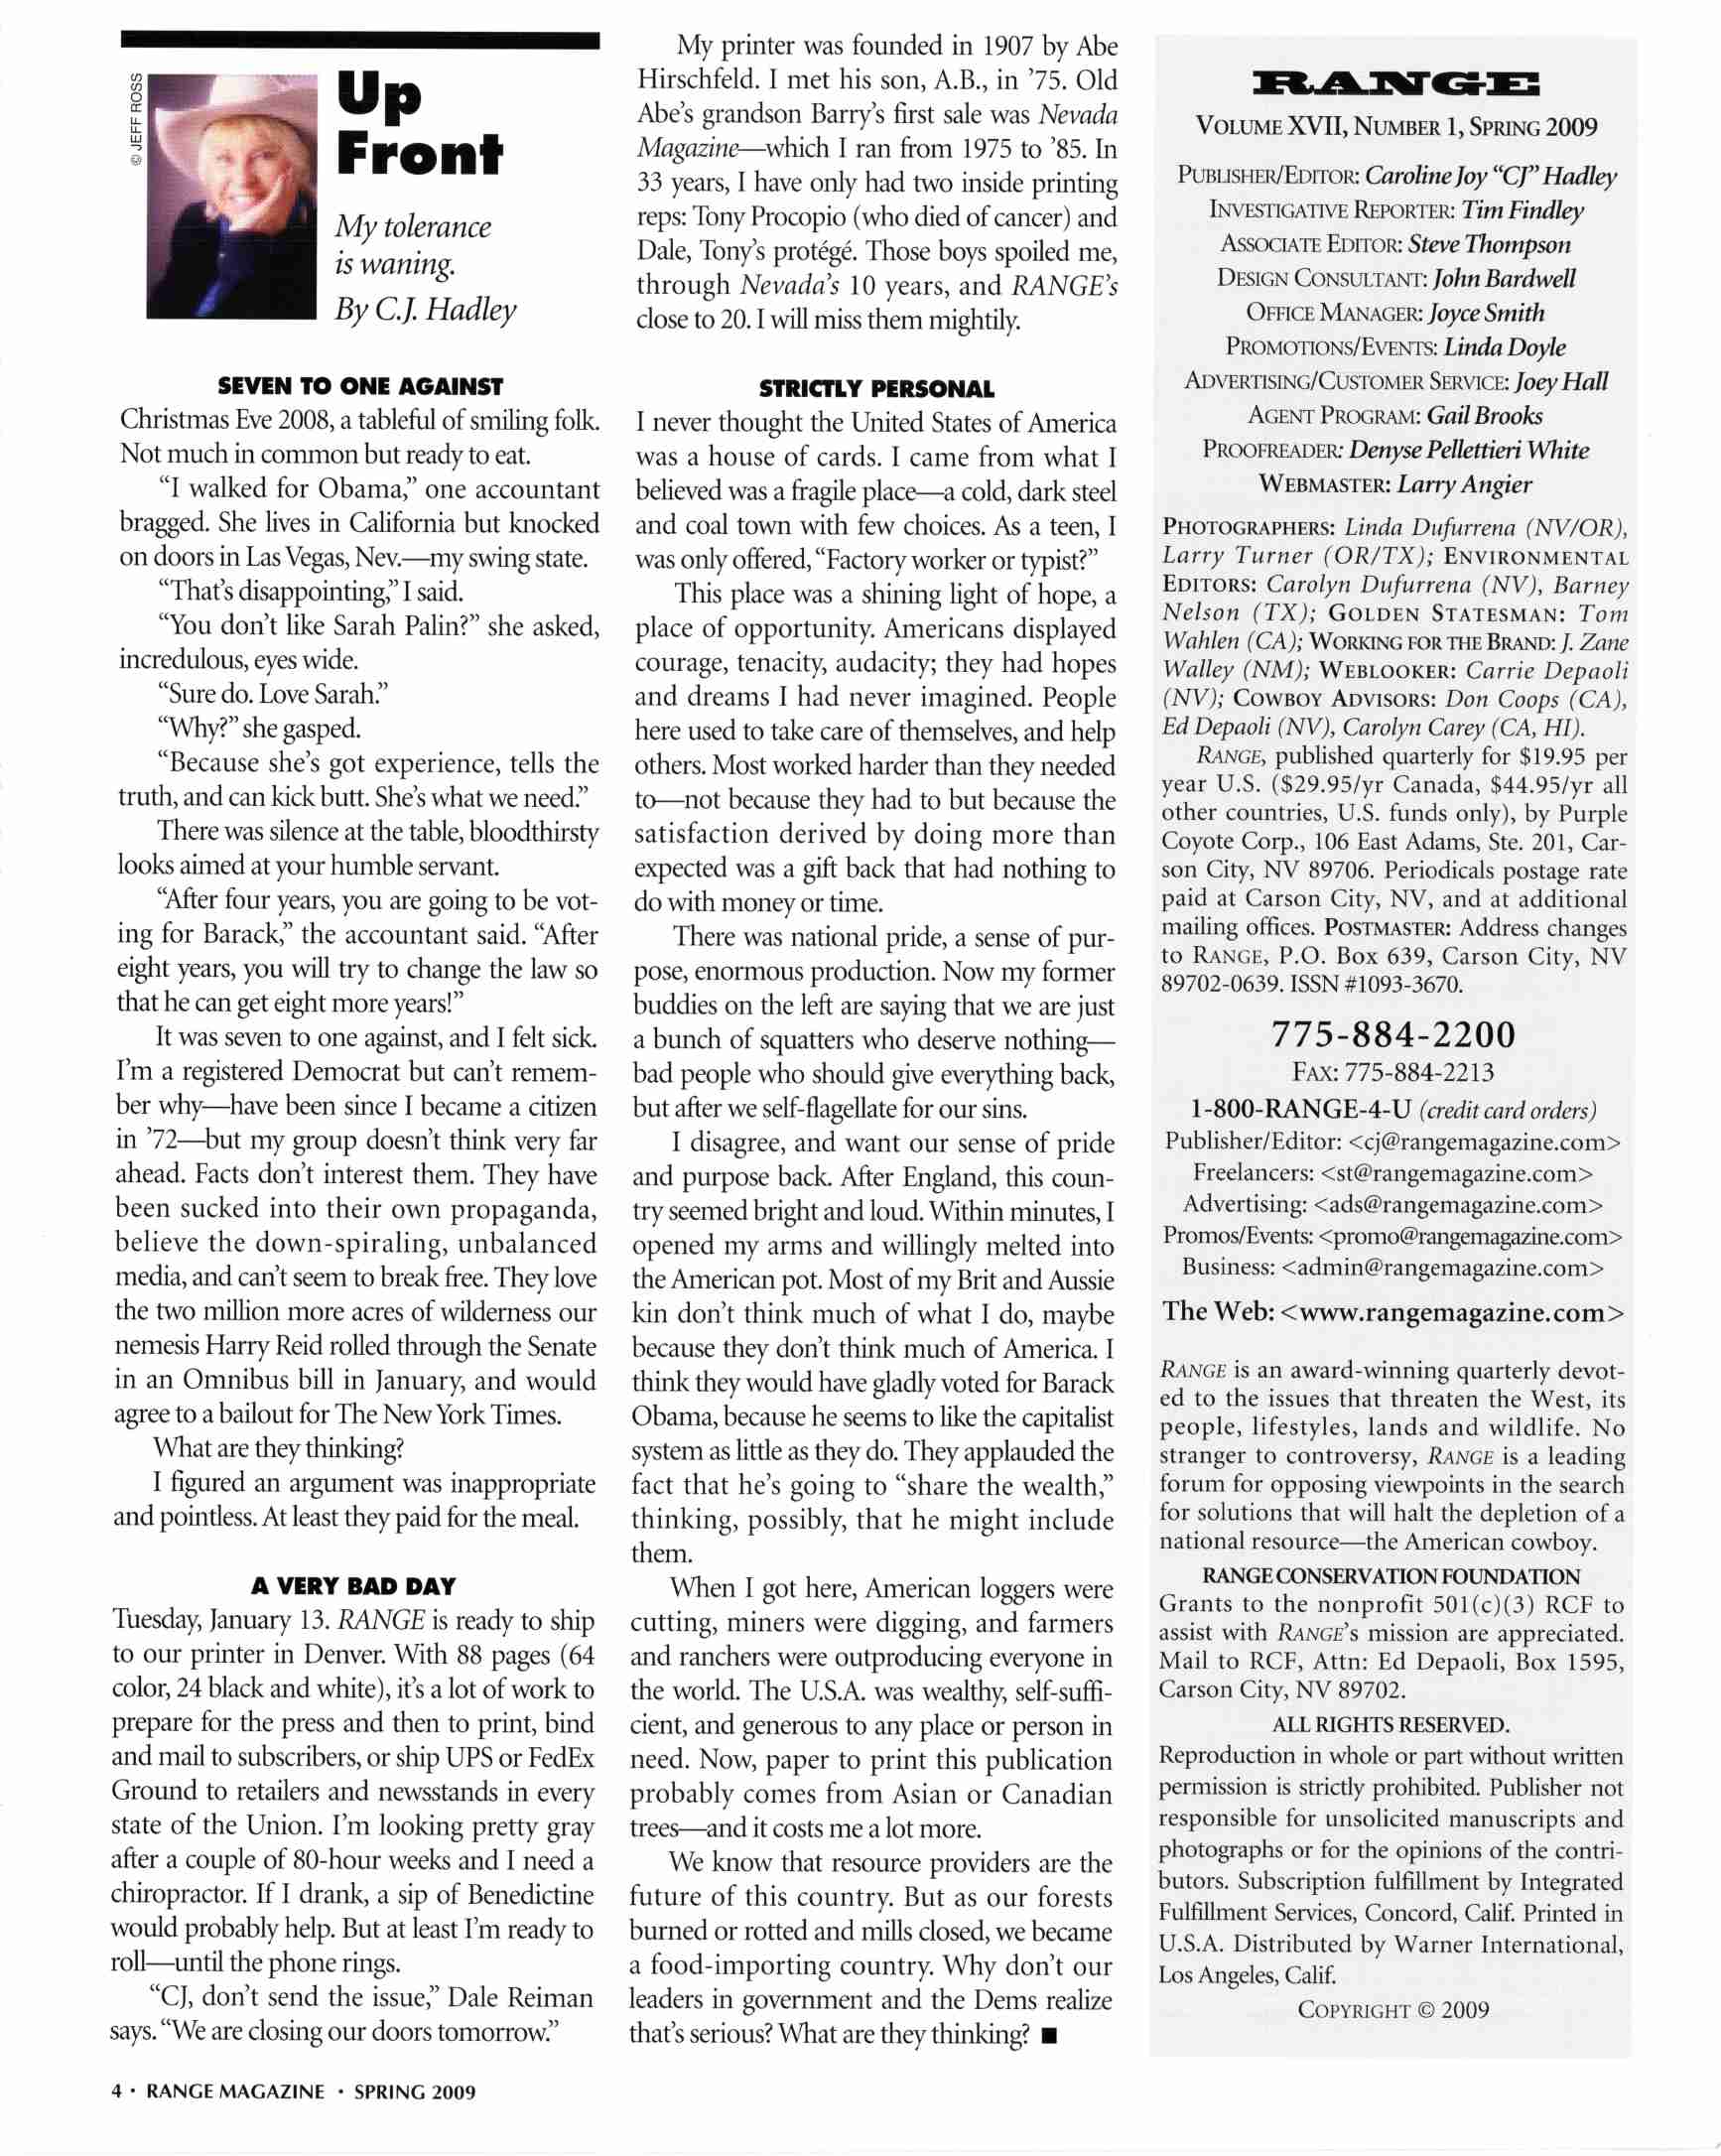 © JEFF ROSS
Up
Front
My tolerance
is waning.
By C.J. Hadley
SEVEN TO ONE AGAINST
Christmas Eve 2008, a tableful of smiling folk.
Not much in common but ready to eat.
“I walked for Obama,” one accountant
bragged. She lives in California but knocked
on doors in Las Vegas, Nev.—my swing state.
“That’s disappointing,” I said.
“You don’t like Sarah Palin?” she asked,
incredulous, eyes wide.
“Sure do. Love Sarah.”
“Why?” she gasped.
“Because she’s got experience, tells the
truth, and can kick butt. She’s what we need.”
There was silence at the table, bloodthirsty
looks aimed at your humble servant.
“After four years, you are going to be vot-
ing for Barack,” the accountant said. “After
eight years, you will try to change the law so
that he can get eight more years!”
It was seven to one against, and I felt sick.
I’m a registered Democrat but can’t remem-
ber why—have been since I became a citizen
in ’72—but my group doesn’t think very far
ahead. Facts don’t interest them. They have
been sucked into their own propaganda,
believe the down-spiraling, unbalanced
media, and can’t seem to break free. They love
the two million more acres of wilderness our
nemesis Harry Reid rolled through the Senate
in an Omnibus bill in January, and would
agree to a bailout for The New York Times.
What are they thinking?
I figured an argument was inappropriate
and pointless. At least they paid for the meal.
A VERY BAD DAY
Tuesday, January 13. RANGE is ready to ship
to our printer in Denver. With 88 pages (64
color, 24 black and white), it’s a lot of work to
prepare for the press and then to print, bind
and mail to subscribers, or ship UPS or FedEx
Ground to retailers and newsstands in every
state of the Union. I’m looking pretty gray
after a couple of 80-hour weeks and I need a
chiropractor. If I drank, a sip of Benedictine
would probably help. But at least I’m ready to
roll—until the phone rings.
“CJ, don’t send the issue,” Dale Reiman
says. “We are closing our doors tomorrow.”
My printer was founded in 1907 by Abe
Hirschfeld. I met his son, A.B., in ’75. Old
Abe’s grandson Barry’s first sale was Nevada
Magazine—which I ran from 1975 to ’85. In
33 years, I have only had two inside printing
reps: Tony Procopio (who died of cancer) and
Dale, Tony’s protégé. Those boys spoiled me,
through Nevada’s 10 years, and RANGE’s
close to 20. I will miss them mightily.
STRICTLY PERSONAL
I never thought the United States of America
was a house of cards. I came from what I
believed was a fragile place—a cold, dark steel
and coal town with few choices. As a teen, I
was only offered, “Factory worker or typist?”
This place was a shining light of hope, a
place of opportunity. Americans displayed
courage, tenacity, audacity; they had hopes
and dreams I had never imagined. People
here used to take care of themselves, and help
others. Most worked harder than they needed
to—not because they had to but because the
satisfaction derived by doing more than
expected was a gift back that had nothing to
do with money or time.
There was national pride, a sense of pur-
pose, enormous production. Now my former
buddies on the left are saying that we are just
a bunch of squatters who deserve nothing—
bad people who should give everything back,
but after we self-flagellate for our sins.
I disagree, and want our sense of pride
and purpose back. After England, this coun-
try seemed bright and loud. Within minutes, I
opened my arms and willingly melted into
the American pot. Most of my Brit and Aussie
kin don’t think much of what I do, maybe
because they don’t think much of America. I
think they would have gladly voted for Barack
Obama, because he seems to like the capitalist
system as little as they do. They applauded the
fact that he’s going to “share the wealth,”
thinking, possibly, that he might include
them.
When I got here, American loggers were
cutting, miners were digging, and farmers
and ranchers were outproducing everyone in
the world. The U.S.A. was wealthy, self-suffi-
cient, and generous to any place or person in
need. Now, paper to print this publication
probably comes from Asian or Canadian
trees—and it costs me a lot more.
We know that resource providers are the
future of this country. But as our forests
burned or rotted and mills closed, we became
a food-importing country. Why don’t our
leaders in government and the Dems realize
that’s serious? What are they thinking? ■
RANGE
VOLUME XVII, NUMBER 1, SPRING 2009
PUBLISHER/EDITOR: Caroline Joy “CJ” Hadley
INVESTIGATIVE REPORTER: Tim Findley
ASSOCIATE EDITOR: Steve Thompson
DESIGN CONSULTANT: John Bardwell
OFFICE MANAGER: Joyce Smith
PROMOTIONS/EVENTS: Linda Doyle
ADVERTISING/CUSTOMER SERVICE: Joey Hall
AGENT PROGRAM: Gail Brooks
PROOFREADER: Denyse Pellettieri White
WEBMASTER: Larry Angier
PHOTOGRAPHERS: Linda Dufurrena (NV/OR),
Larry Turner (OR/TX); ENVIRONMENTAL
EDITORS: Carolyn Dufurrena (NV), Barney
Nelson (TX); GOLDEN STATESMAN: Tom
Wahlen (CA); WORKING FOR THE BRAND: J. Zane
Walley (NM); WEBLOOKER: Carrie Depaoli
(NV); COWBOY ADVISORS: Don Coops (CA),
Ed Depaoli (NV), Carolyn Carey (CA, HI).
RANGE, published quarterly for $19.95 per
year U.S. ($29.95/yr Canada, $44.95/yr all
other countries, U.S. funds only), by Purple
Coyote Corp., 106 East Adams, Ste. 201, Car-
son City, NV 89706. Periodicals postage rate
paid at Carson City, NV, and at additional
mailing offices. POSTMASTER: Address changes
to RANGE, P.O. Box 639, Carson City, NV
89702-0639. ISSN #1093-3670.
775-884-2200
FAX: 775-884-2213
1-800-RANGE-4-U (credit card orders)
Publisher/Editor: <cj@rangemagazine.com>
Freelancers: <st@rangemagazine.com>
Advertising: <ads@rangemagazine.com>
Promos/Events: <promo@rangemagazine.com>
Business: <admin@rangemagazine.com>
The Web: <www.rangemagazine.com>
RANGE is an award-winning quarterly devot-
ed to the issues that threaten the West, its
people, lifestyles, lands and wildlife. No
stranger to controversy, RANGE is a leading
forum for opposing viewpoints in the search
for solutions that will halt the depletion of a
national resource—the American cowboy.
RANGE CONSERVATION FOUNDATION
Grants to the nonprofit 501(c)(3) RCF to
assist with RANGE’s mission are appreciated.
Mail to RCF, Attn: Ed Depaoli, Box 1595,
Carson City, NV 89702.
ALL RIGHTS RESERVED.
Reproduction in whole or part without written
permission is strictly prohibited. Publisher not
responsible for unsolicited manuscripts and
photographs or for the opinions of the contri-
butors. Subscription fulfillment by Integrated
Fulfillment Services, Concord, Calif. Printed in
U.S.A. Distributed by Warner International,
Los Angeles, Calif.
COPYRIGHT © 2009
4 • RANGE MAGAZINE • SPRING 2009